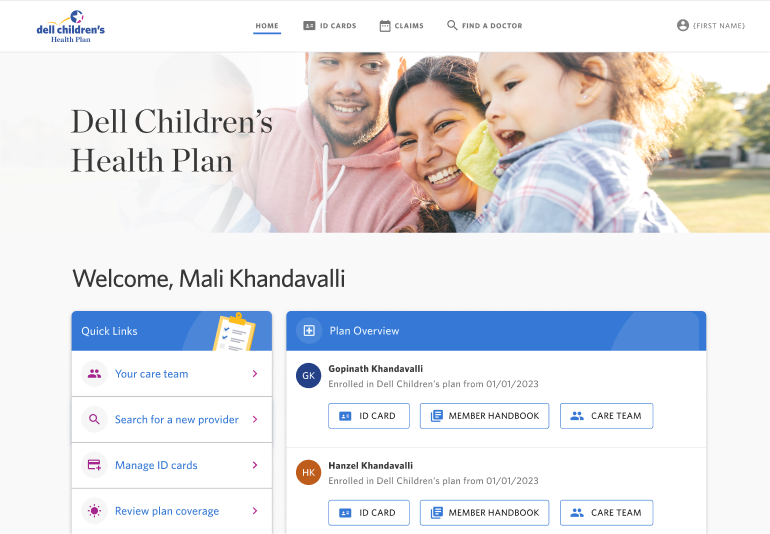 dell children's
Health Plan
HOME
ID CARDS
CLAIMS
FIND A DOCTOR
{FIRST NAME}
Dell Children's
Health Plan
Welcome, Mali Khandavalli
Quick Links
Your care team
Search for a new provider
Manage ID cards
Review plan coverage
Plan Overview
GK
Gopinath Khandavalli
Enrolled in Dell Children's plan from 01/01/2023
ID CARD
MEMBER HANDBOOK
CARE TEAM
HK
Hanzel Khandavalli
Enrolled in Dell Children's plan from 01/01/2023
ID CARD
MEMBER HANDBOOK
CARE TEAM